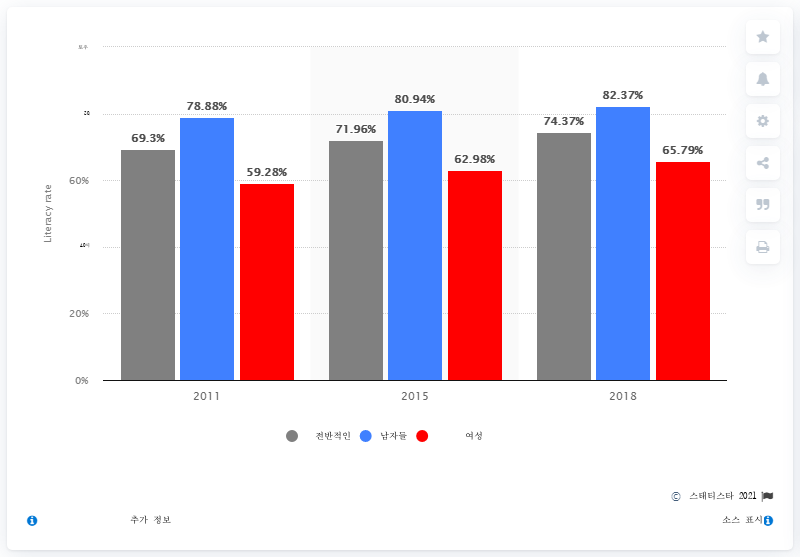 82.37%
80.94%
78.88%
74.37%
71.96%
69.3%
65.79%
62.98%
59.28%
60%
20%
0%
Literacy rate
2011 2015 2018
전반적인 남자들 여성
© 스태티스타 2021
추가 정보 소스 표시